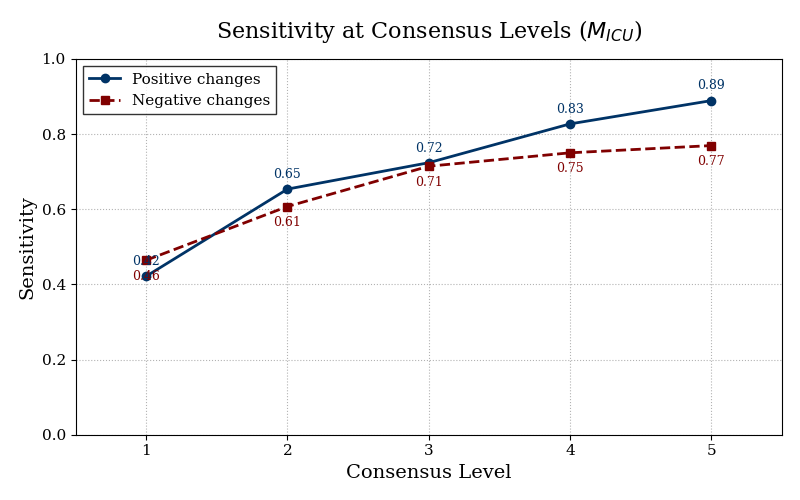 Sensitivity at Consensus Levels (M_ICU)
Positive changes
Negative changes
Sensitivity
1.0
0.8
0.6
0.4
0.2
0.0
0.42
0.65
0.72
0.83
0.89
0.46
0.61
0.71
0.75
0.77
1 2 3 4 5
Consensus Level